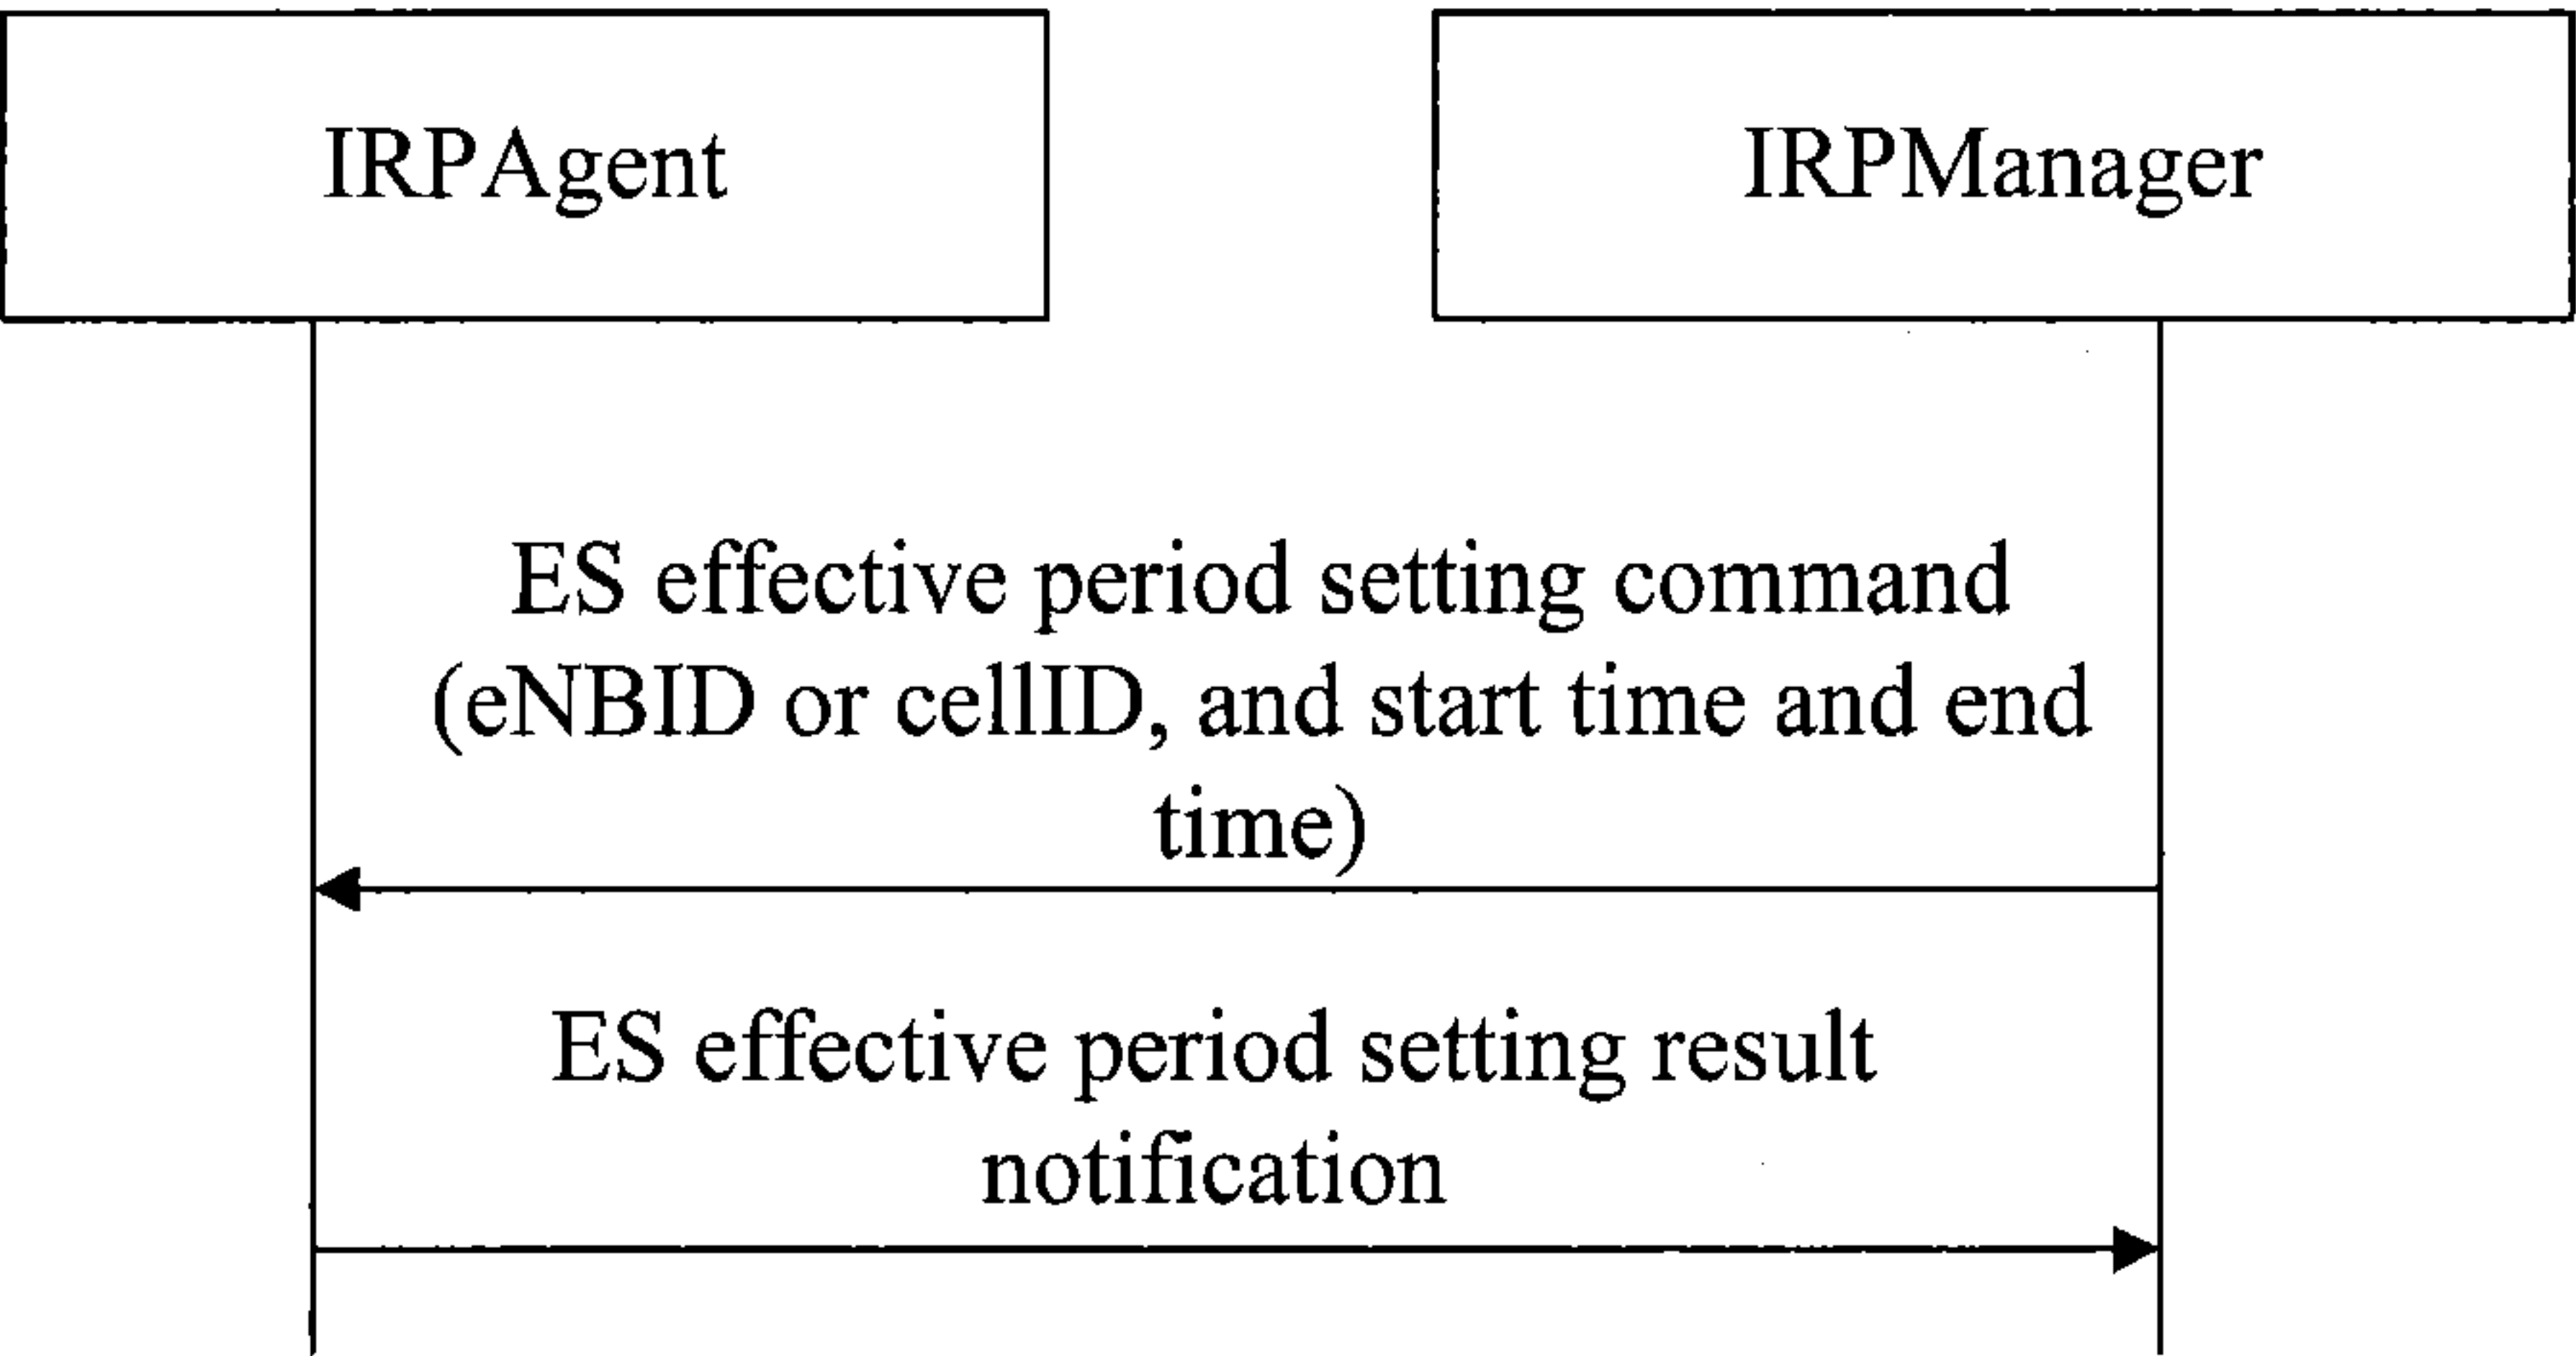 IRPAgent
IRPManager
ES effective period setting command
(eNBID or cellID, and start time and end
time)
ES effective period setting result
notification